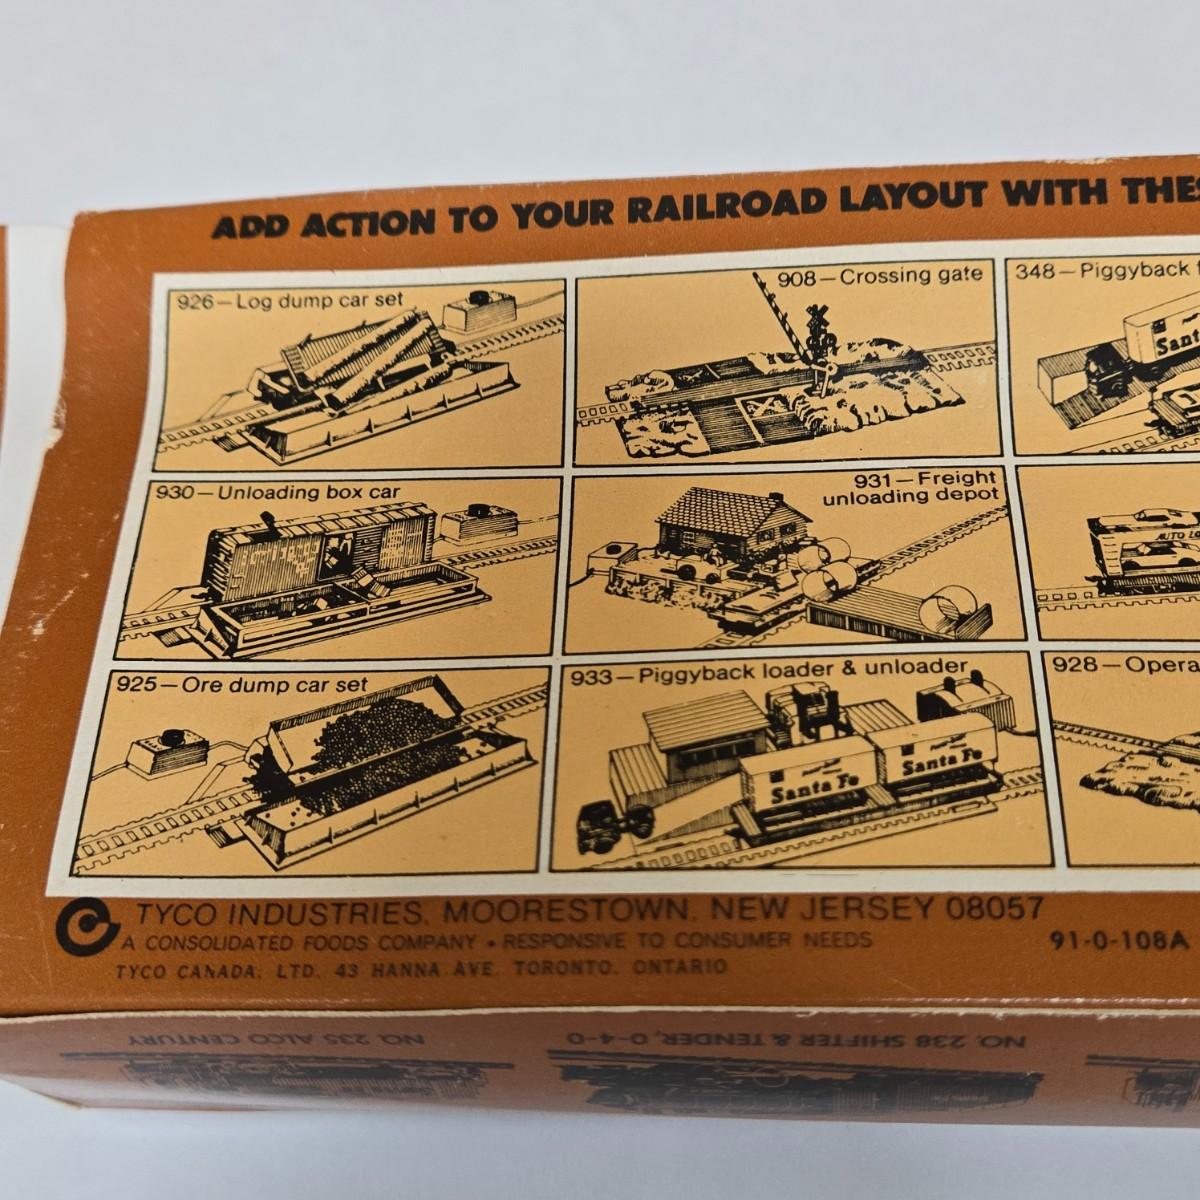 ADD ACTION TO YOUR RAILROAD LAYOUT WITH
926—Log dump car set
908—Crossing gate
348—Piggyback
Santa Fe
930—Unloading box car
931—Freight
unloading depot
AUTO
925—Ore dump car set
933—Piggyback loader & unloader
928—
Santa Fe
Santa Fe
TYCO INDUSTRIES, MOORESTOWN, NEW JERSEY 08057
A CONSOLIDATED FOODS COMPANY • RESPONSIVE TO CONSUMER NEEDS
91-0-108A
TYCO CANADA, LTD. 43 HANNA AVE. TORONTO, ONTARIO
NO. 235 ALCO CENTURY
NO. 238 SHIFTER & TENDER, 0-4-0